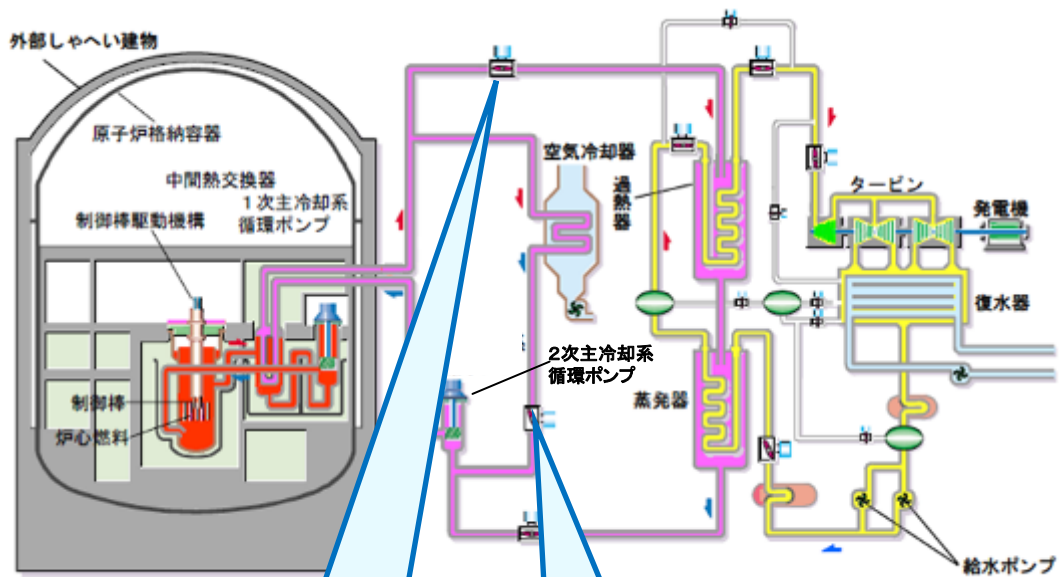 外部しゃへい建物
原子炉格納容器
中間熱交換器
1次主冷却系
循環ポンプ
制御棒駆動機構
制御棒
炉心燃料
空気冷却器
過熱器
タービン
発電機
復水器
2次主冷却系
循環ポンプ
蒸発器
給水ポンプ